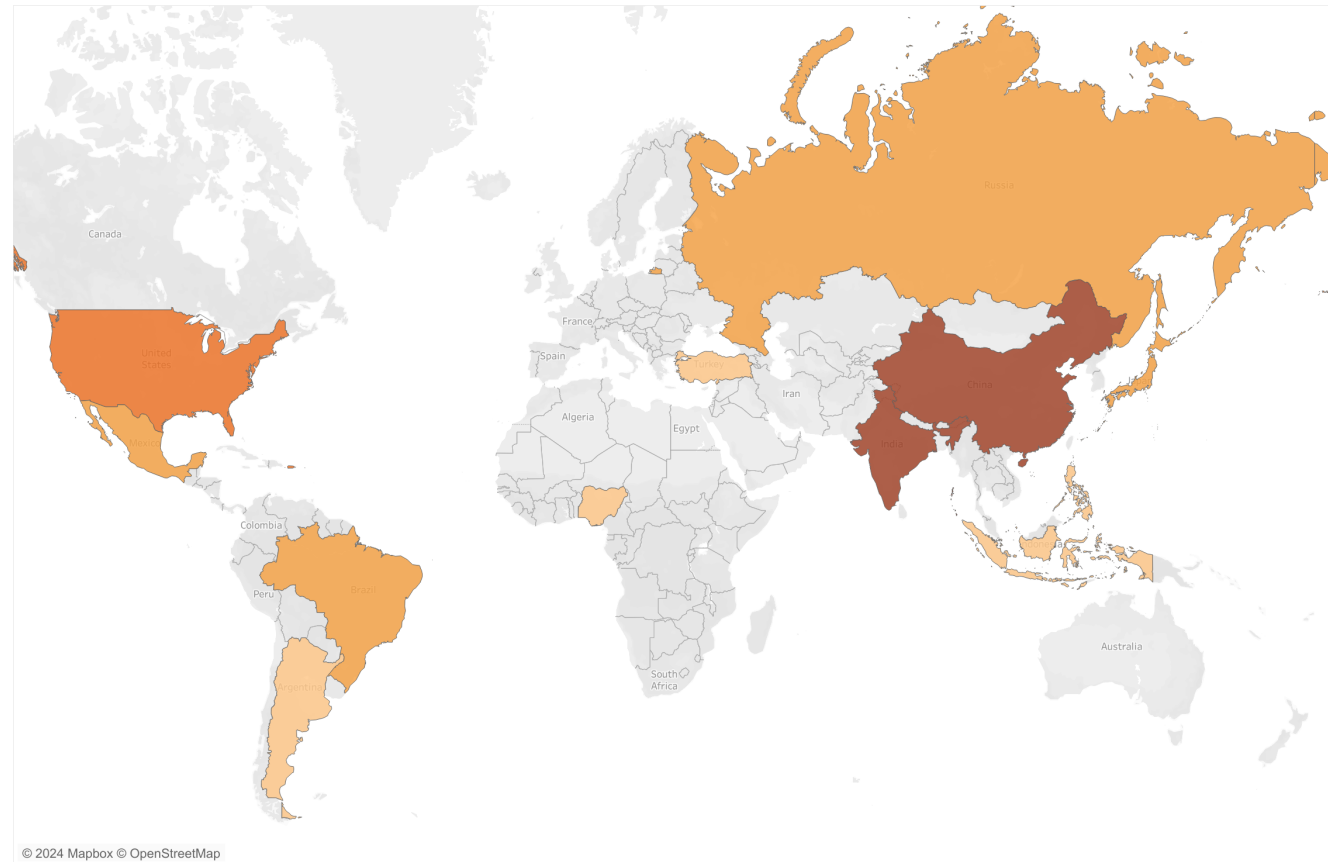 Russia
Canada
France
United
States
Spain
Turkey
China
Iran
Algeria
Egypt
Mexico
India
Colombia
Indonesia
Brazil
Peru
Australia
South
Africa
Argentina
© 2024 Mapbox © OpenStreetMap